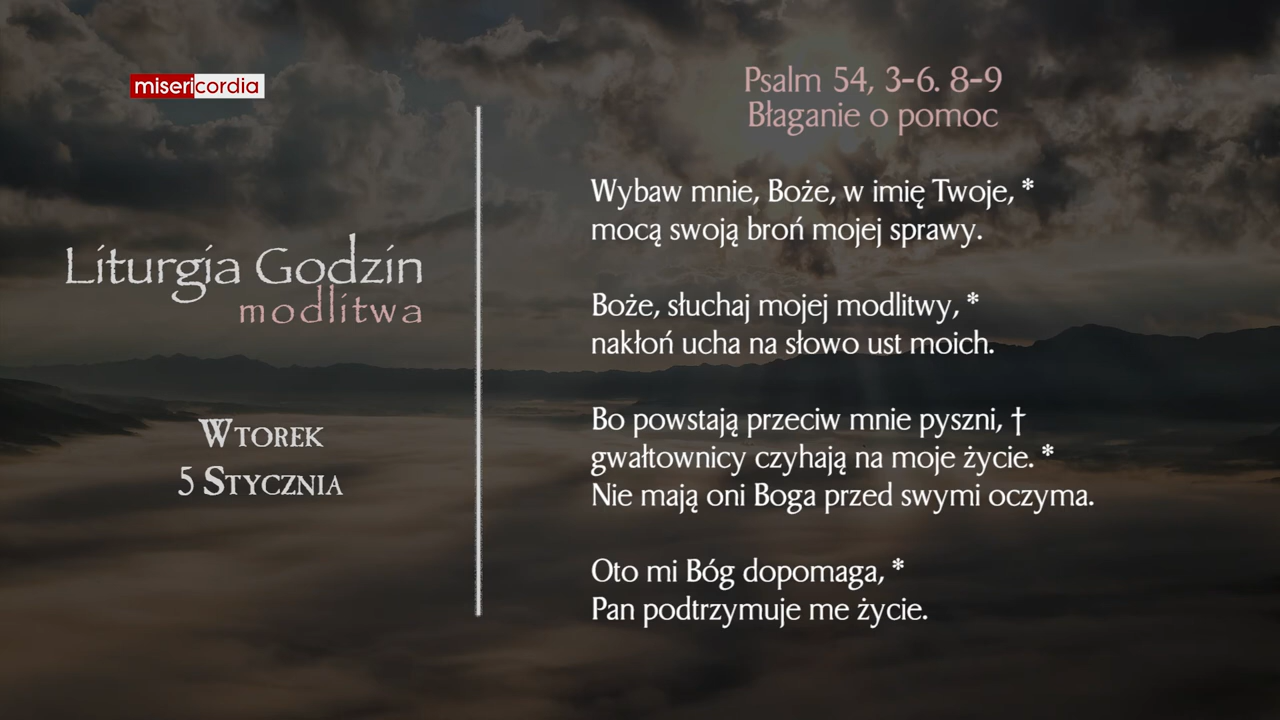 misericordia
Liturgia Godzin
modlitwa
Wtorek
5 Stycznia
Psalm 54, 3-6. 8-9
Błaganie o pomoc
Wybaw mnie, Boże, w imię Twoje, *
mocą swoją broń mojej sprawy.
Boże, słuchaj mojej modlitwy, *
nakłoń ucha na słowo ust moich.
Bo powstają przeciw mnie pyszni, †
gwałtownicy czyhają na moje życie. *
Nie mają oni Boga przed swymi oczyma.
Oto mi Bóg dopomaga, *
Pan podtrzymuje me życie.